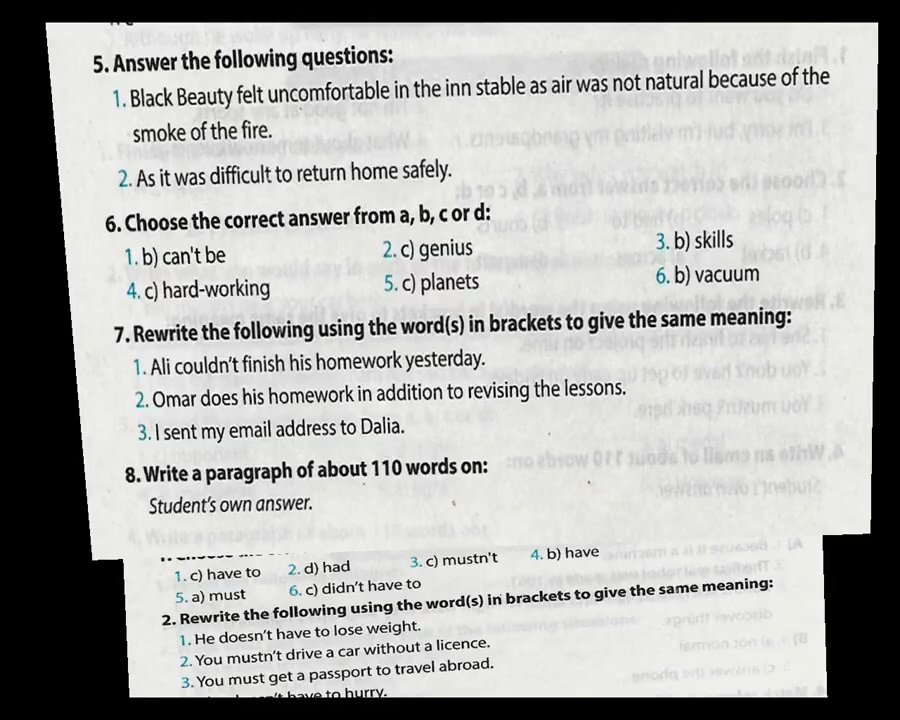 5. Answer the following questions:
1. Black Beauty felt uncomfortable in the inn stable as air was not natural because of the
smoke of the fire.
2. As it was difficult to return home safely.
6. Choose the correct answer from a, b, c or d:
1. b) can't be 2. c) genius 3. b) skills
4. c) hard-working 5. c) planets 6. b) vacuum
7. Rewrite the following using the word(s) in brackets to give the same meaning:
1. Ali couldn't finish his homework yesterday.
2. Omar does his homework in addition to revising the lessons.
3. I sent my email address to Dalia.
8. Write a paragraph of about 110 words on:
Student's own answer.
1. c) have to 2. d) had 3. c) mustn't 4. b) have
5. a) must 6. c) didn't have to
2. Rewrite the following using the word(s) in brackets to give the same meaning:
1. He doesn't have to lose weight.
2. You mustn't drive a car without a licence.
3. You must get a passport to travel abroad.
have to hurry.